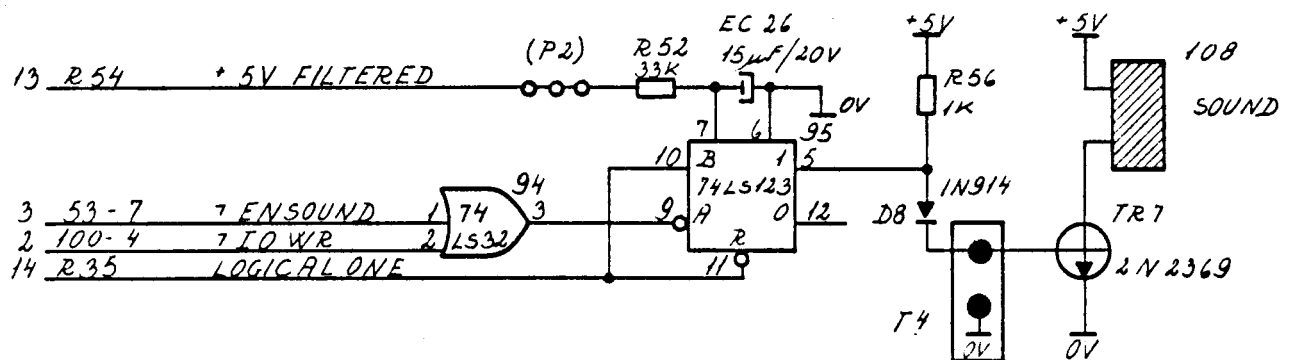 +5V
+5V
EC 26
15µF/20V
108
SOUND
(P2)
R52
33K
13 R54 +5V FILTERED
R56
1K
0V
7
6
95
10
B
1
5
74LS123
1N914
94
3 53-7 ¬ENSOUND
1
74
LS32
3
9
A
0
12
D8
TR7
2 100-4 ¬IOWR
2
R
14 R35 LOGICAL ONE
11
2N2369
T4
0V
0V